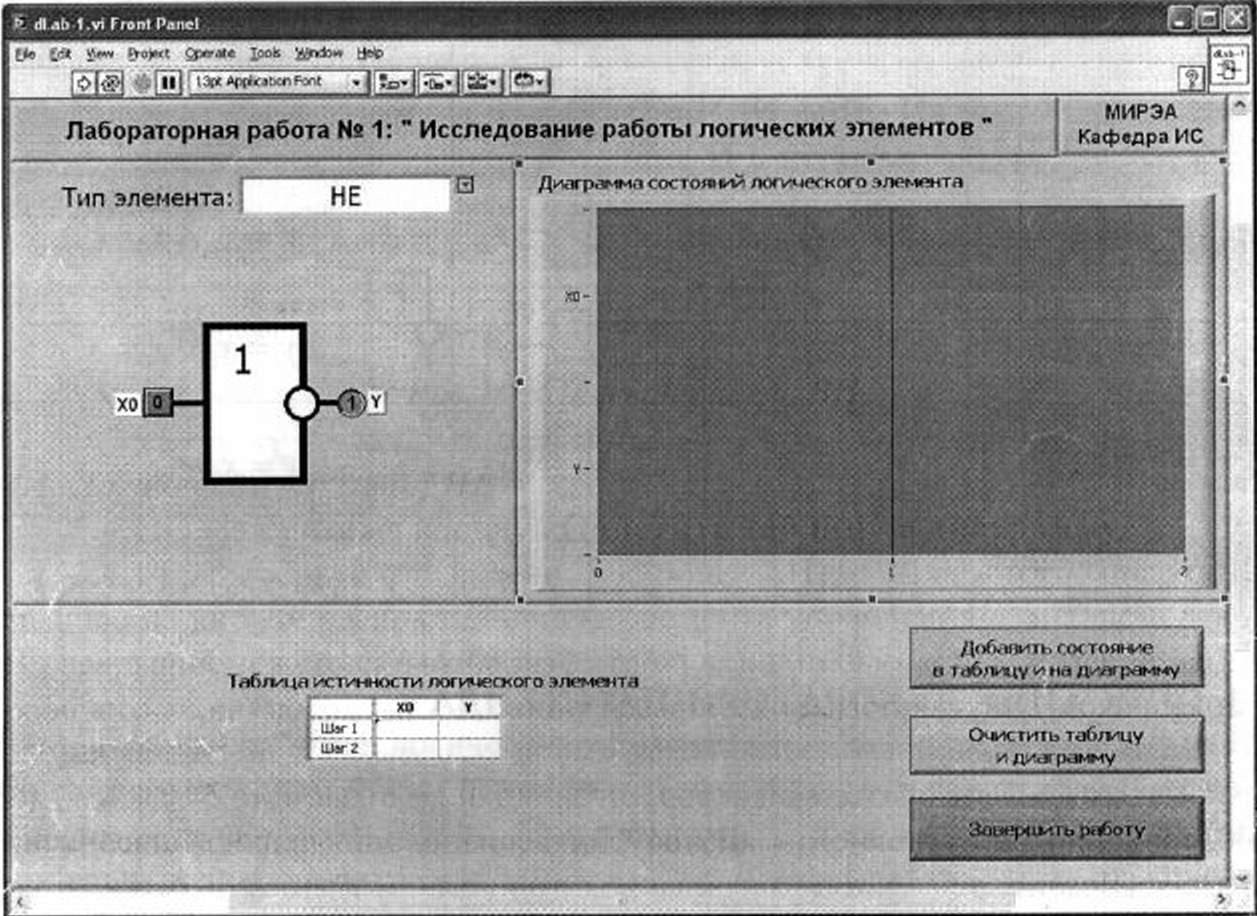 dLab-1.vi Front Panel
File Edit View Project Operate Tools Window Help
13pt Application Font
dLab-1
Лабораторная работа № 1: " Исследование работы логических элементов "
МИРЭА
Кафедра ИС
Тип элемента: НЕ
1
X0 0
1 Y
Диаграмма состояний логического элемента
X0
Y
0 1 2
Таблица истинности логического элемента
X0 Y
Шаг 1
Шаг 2
Добавить состояние
в таблицу и на диаграмму
Очистить таблицу
и диаграмму
Завершить работу